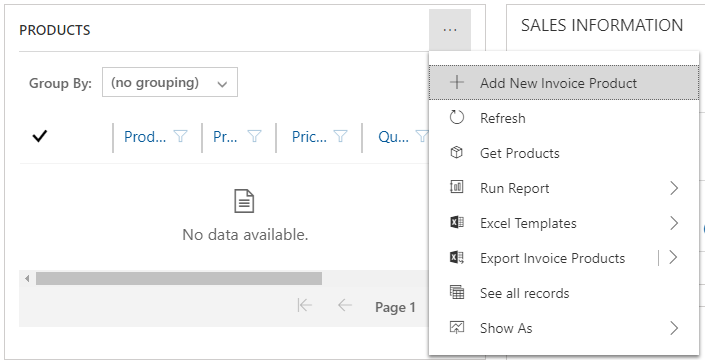 PRODUCTS
...
SALES INFORMATION
Group By: (no grouping)
Prod... Pr... Pric... Qu...
No data available.
Page 1
Add New Invoice Product
Refresh
Get Products
Run Report
Excel Templates
Export Invoice Products
See all records
Show As